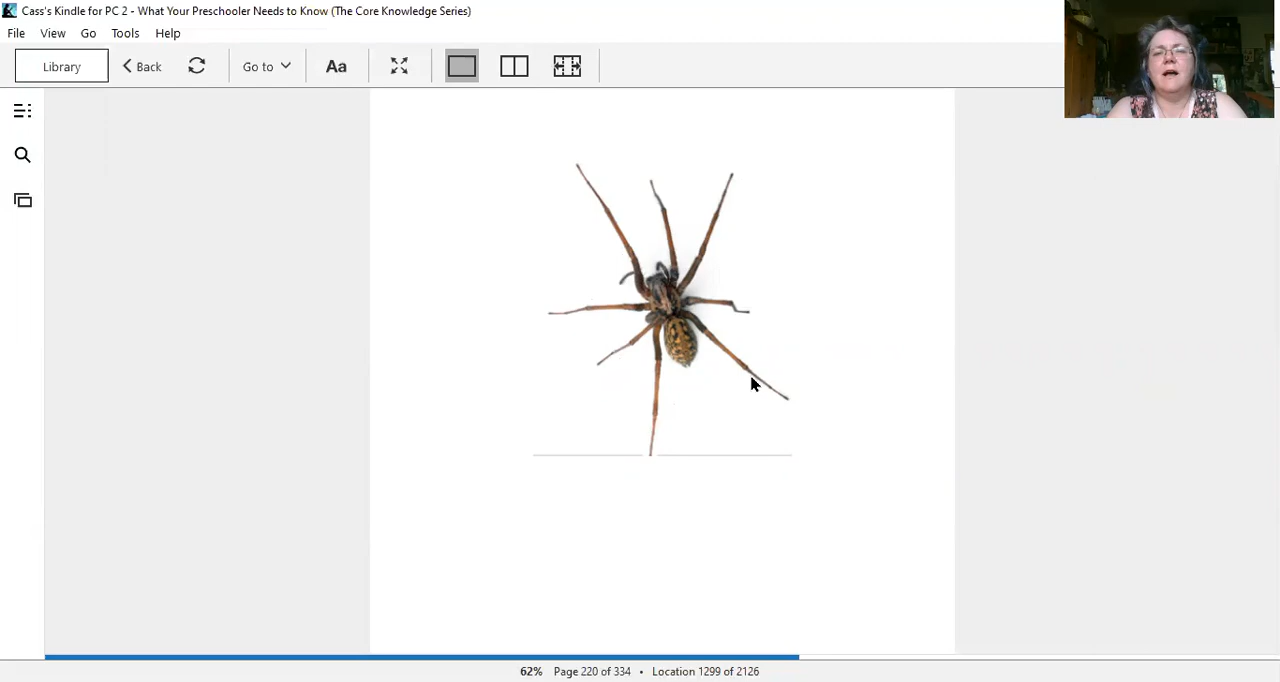 Cass's Kindle for PC 2 - What Your Preschooler Needs to Know (The Core Knowledge Series)
File View Go Tools Help
Library Back Go to Aa
62% Page 220 of 334 • Location 1299 of 2126